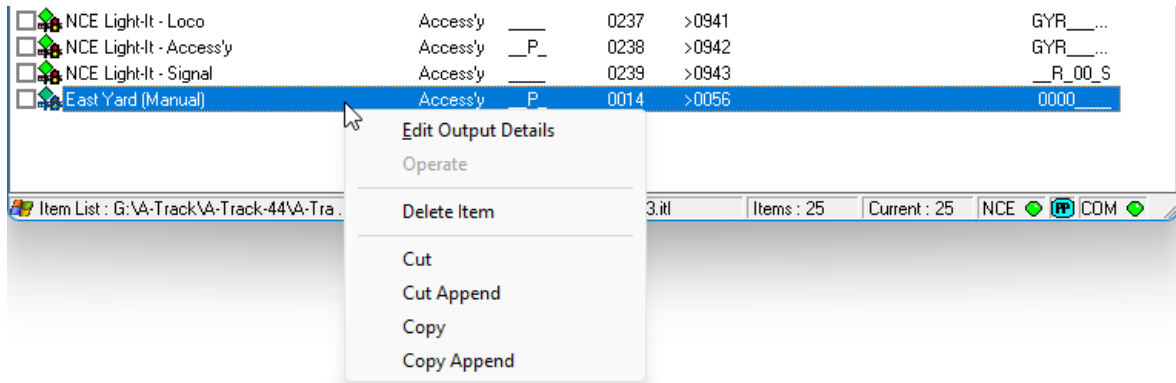 NCE Light-It - Loco Access'y ____ 0237 >0941 GYR___...
NCE Light-It - Access'y Access'y __P_ 0238 >0942 GYR___...
NCE Light-It - Signal Access'y ____ 0239 >0943 __R_00_S
East Yard (Manual) Access'y __P_ 0014 >0056 0000____
Edit Output Details
Operate
Delete Item
Item List : G:\A-Track\A-Track-44\A-Tra . 3.itl Items : 25 Current : 25 NCE PP COM
Cut
Cut Append
Copy
Copy Append